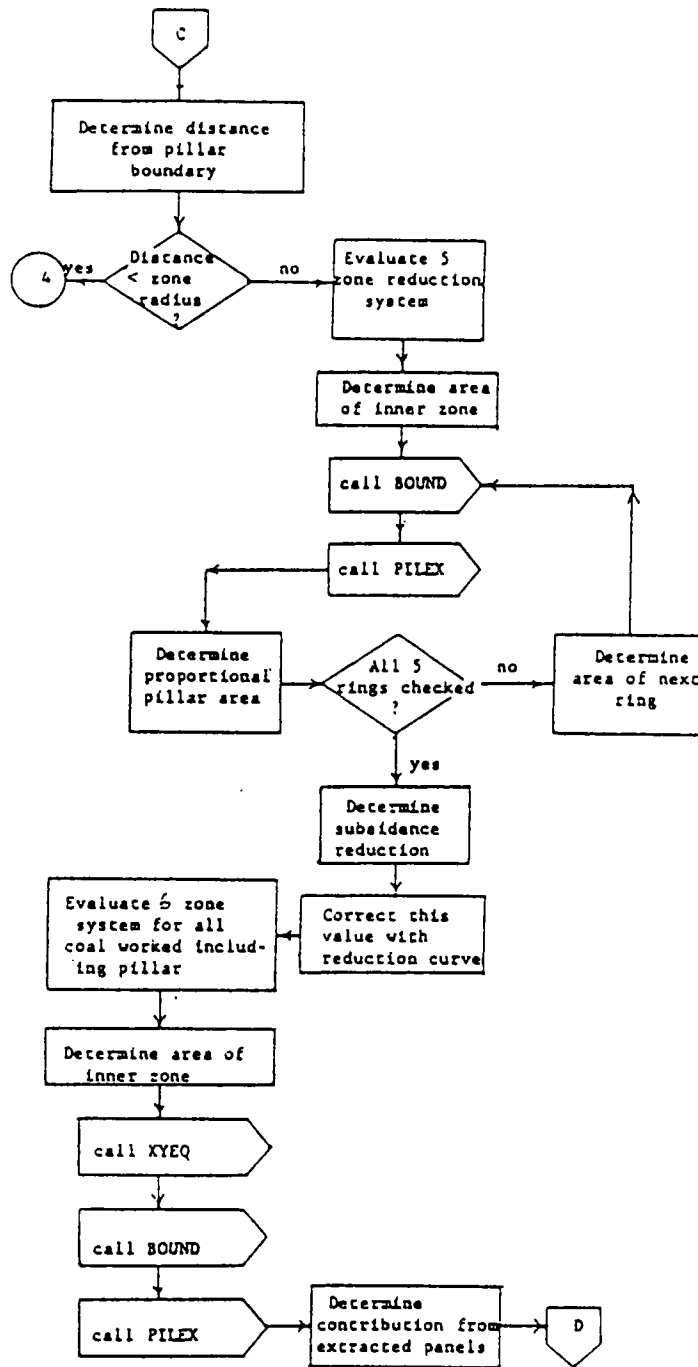 C
Determine distance
from pillar
boundary
Distance
< zone
radius
?
yes
4
no
Evaluate 5
zone reduction
system
Determine area
of inner zone
call BOUND
call PILEX
Determine
proportional
pillar area
All 5
rings checked
?
no
Determine
area of next
ring
yes
Determine
subsidence
reduction
Correct this
value with
reduction curve
Evaluate 6 zone
system for all
coal worked includ-
ing pillar
Determine area of
inner zone
call XYEQ
call BOUND
call PILEX
Determine
contribution from
extracted panels
D